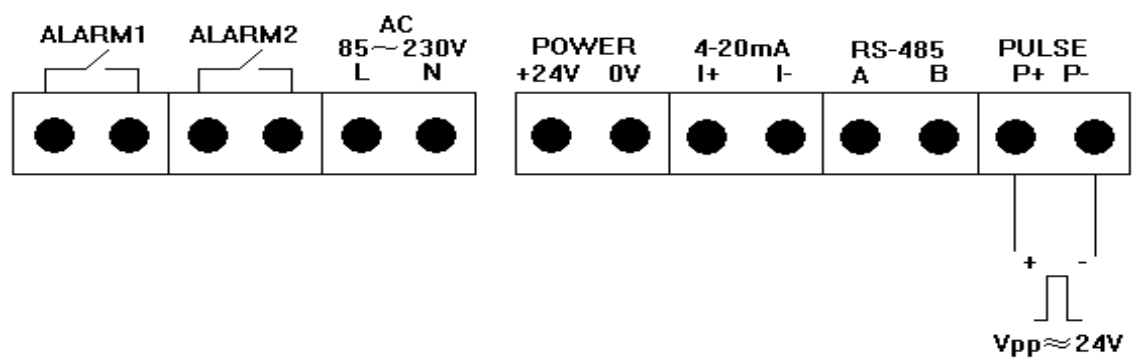 ALARM1
ALARM2
AC
85～230V
L N
POWER
+24V 0V
4-20mA
I+ I-
RS-485
A B
PULSE
P+ P-
+ -
Vpp≈24V